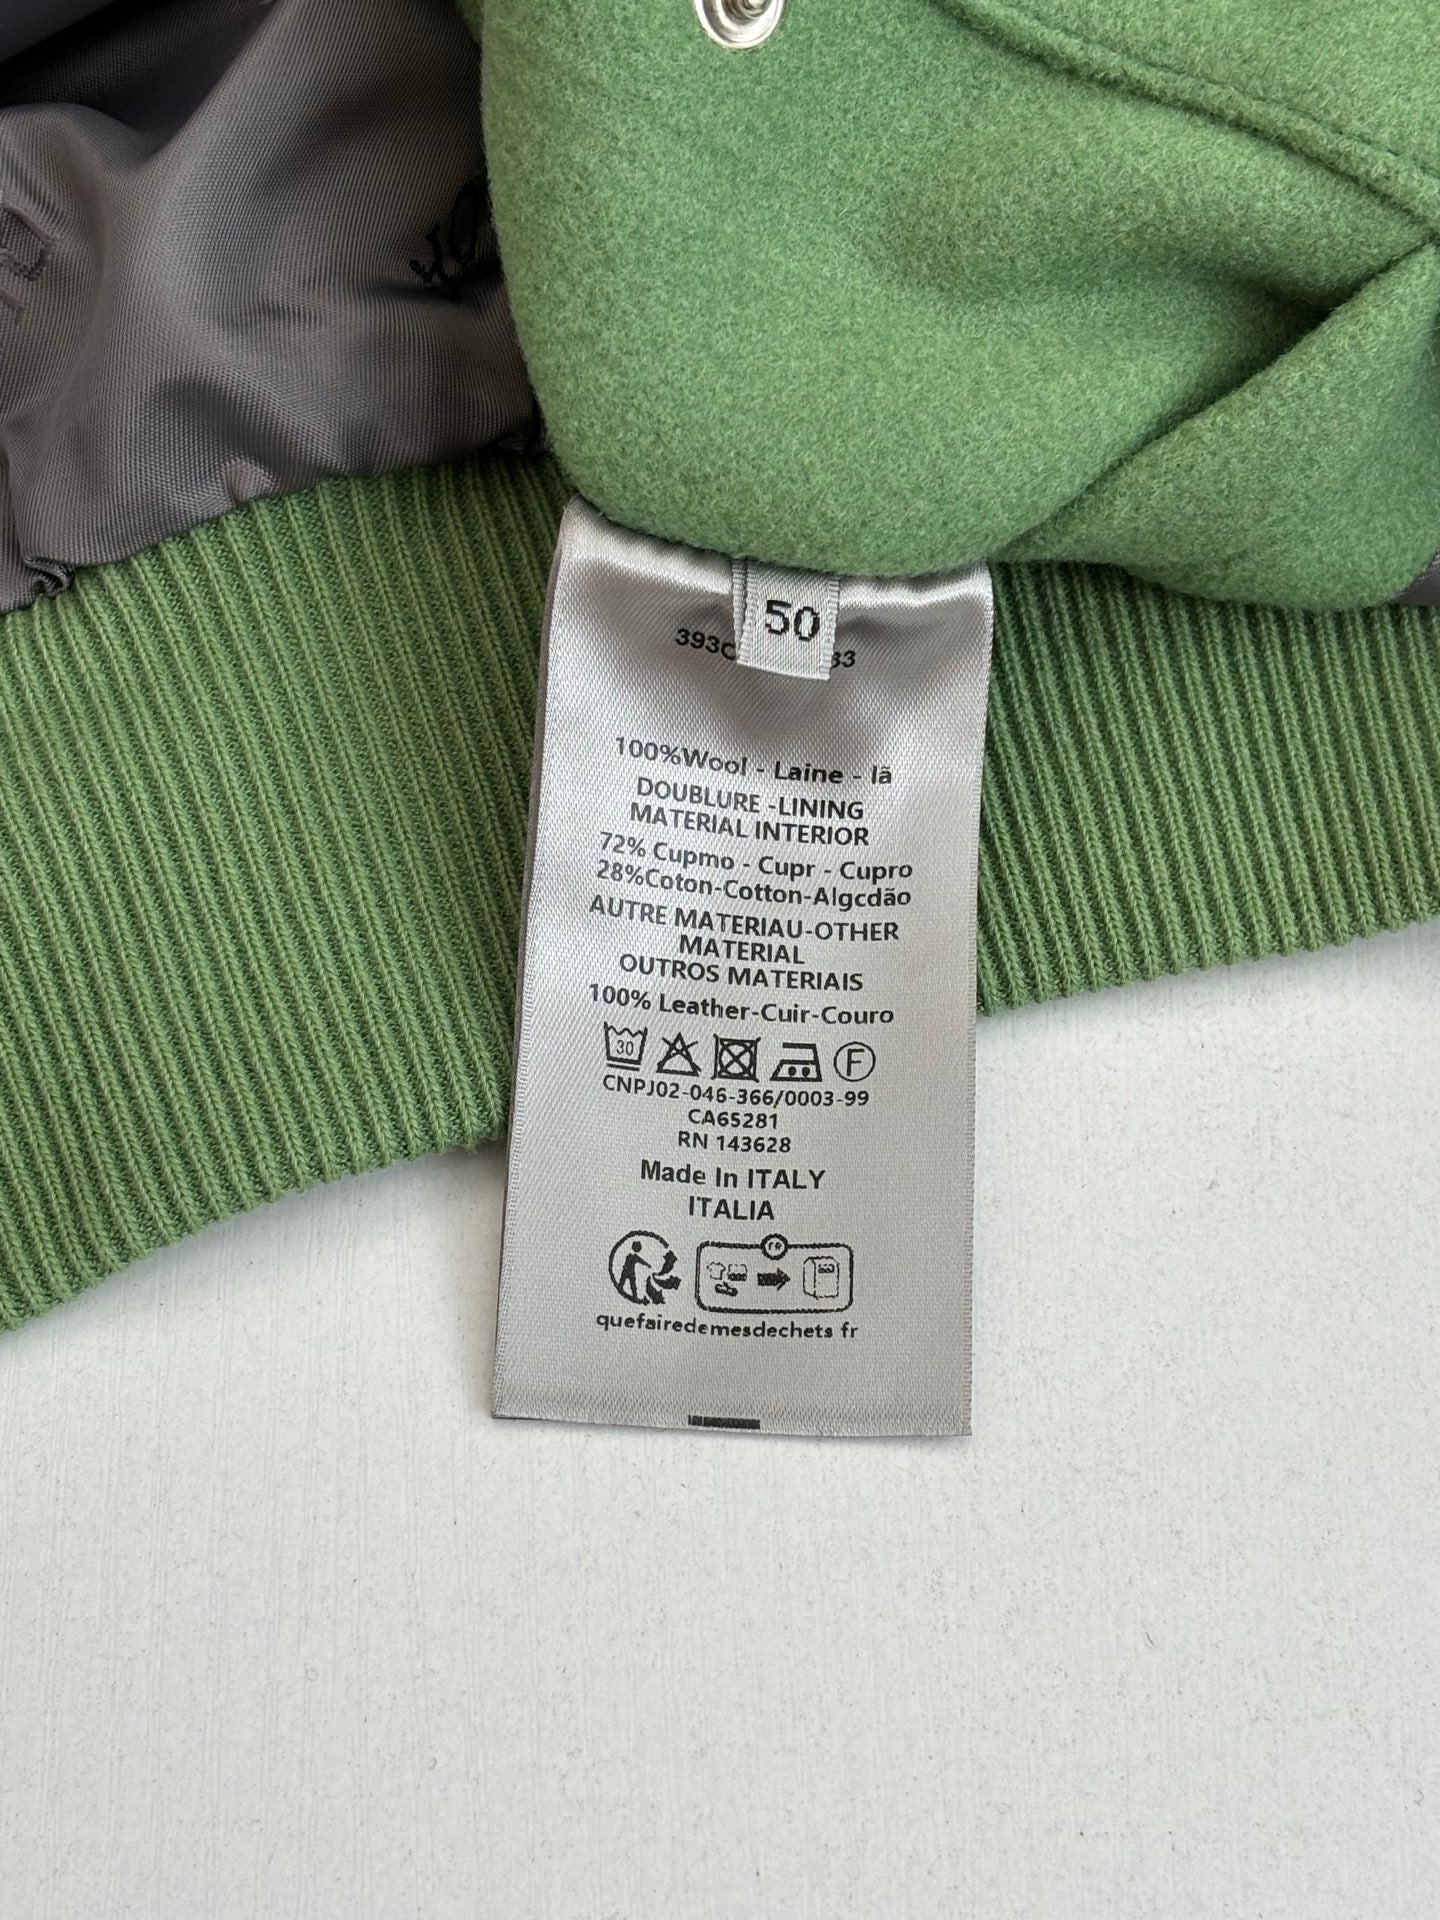 50
100%Wool - Laine - lã
DOUBLURE -LINING
MATERIAL INTERIOR
72% Cupmo - Cupr - Cupro
28%Coton-Cotton-Algcdão
AUTRE MATERIAU-OTHER
MATERIAL
OUTROS MATERIAIS
100% Leather-Cuir-Couro
30 F
CNPJ02-046-366/0003-99
CA65281
RN 143628
Made In ITALY
ITALIA
FR
quefairedemesdechets fr